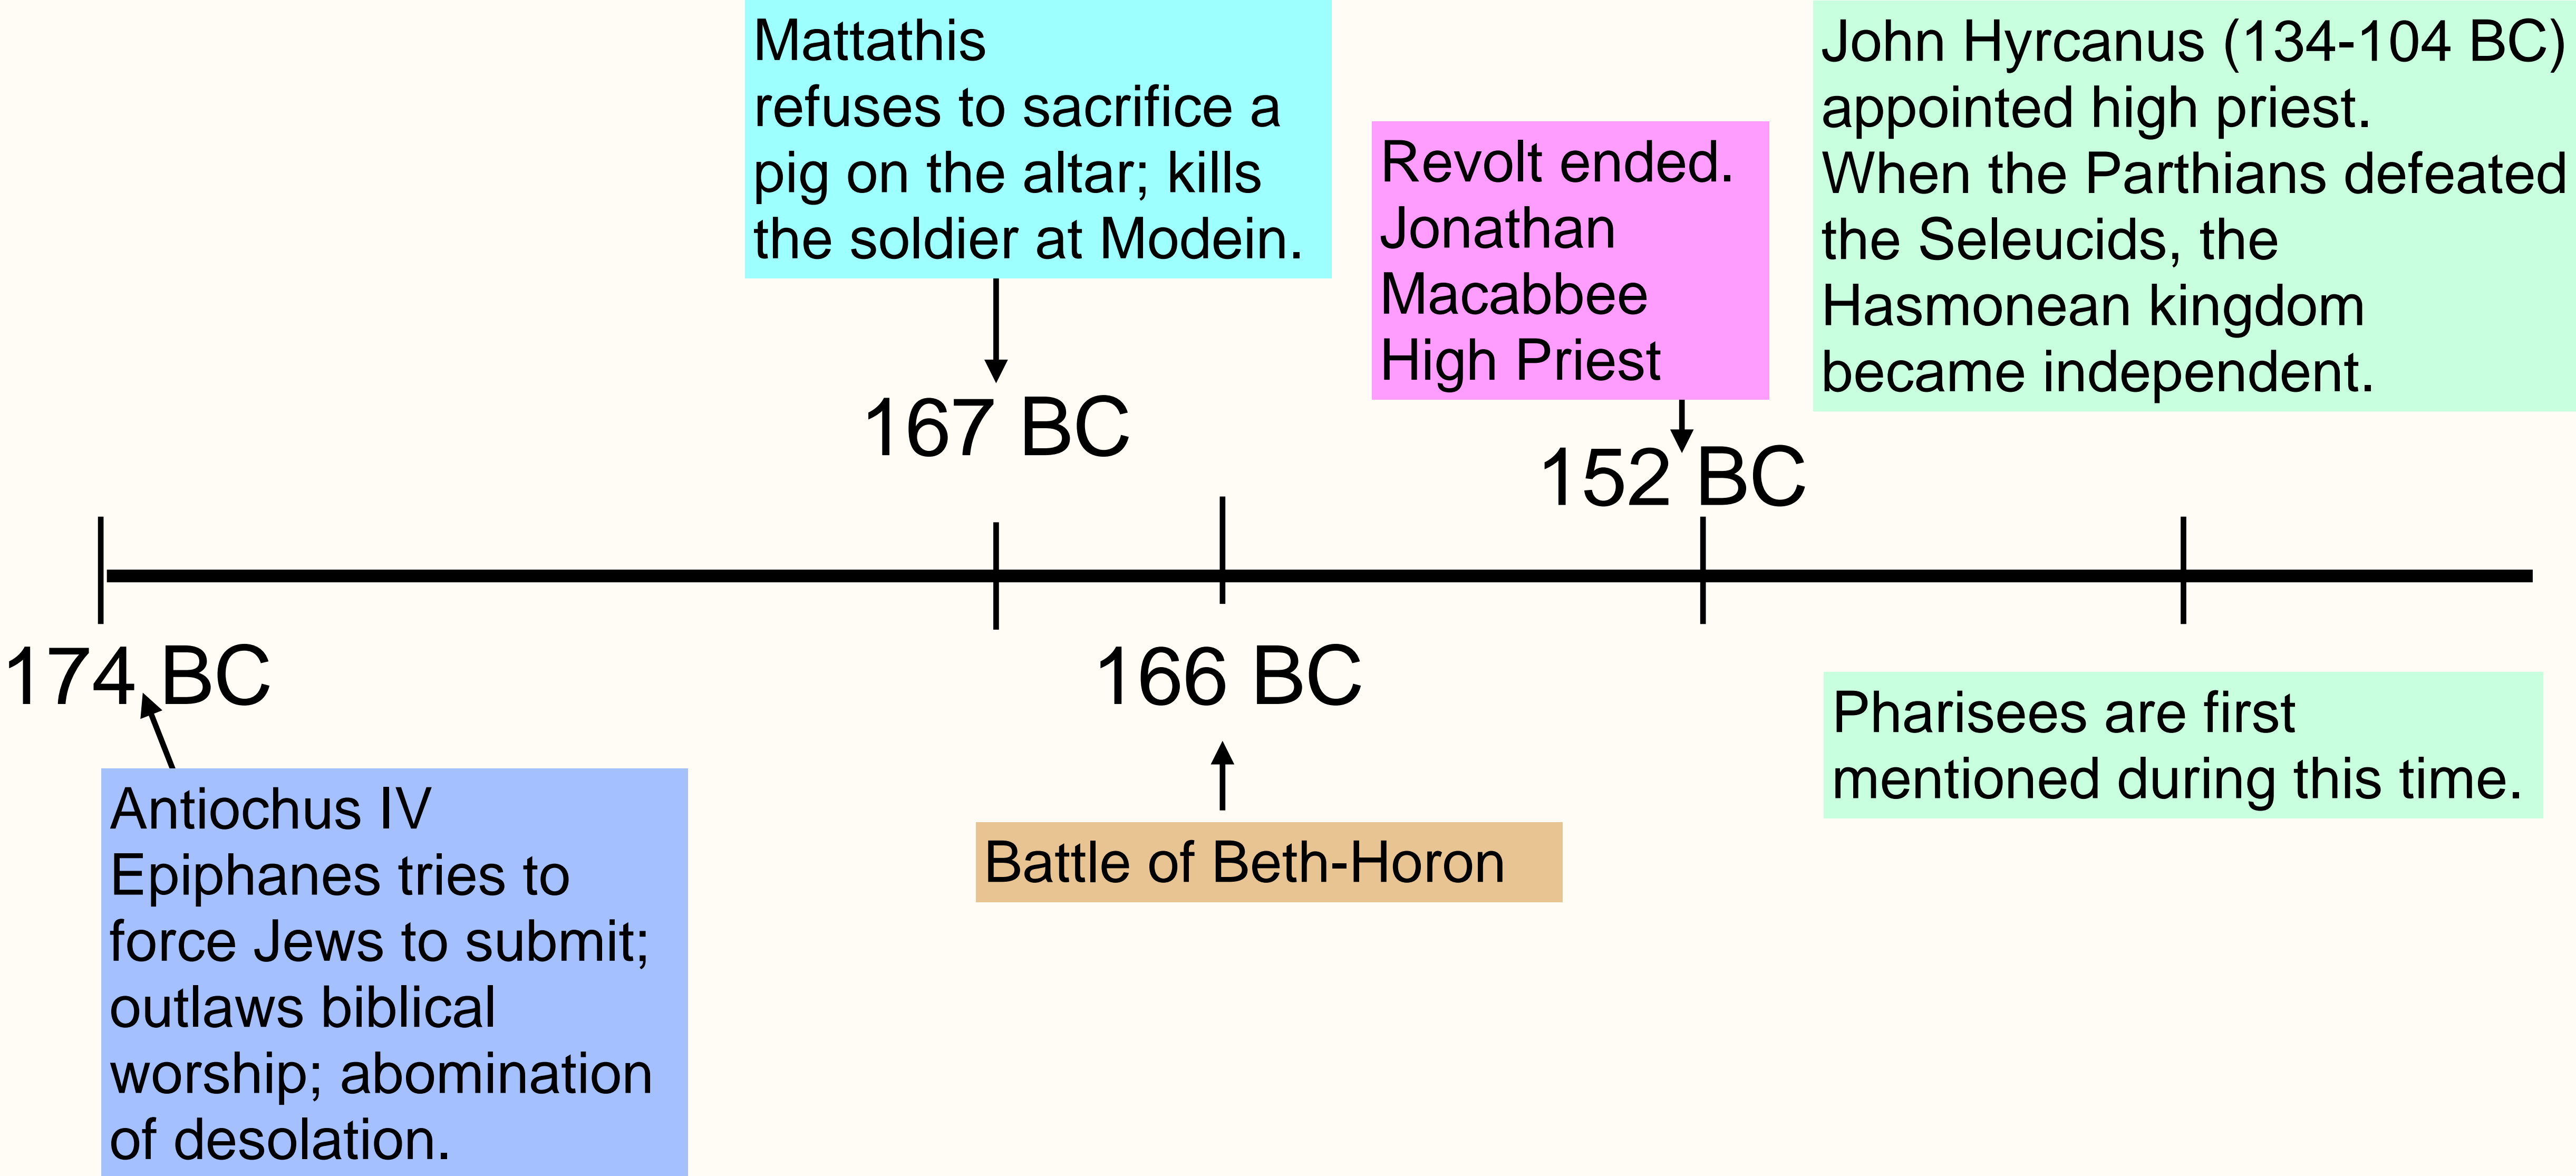 Mattathis
refuses to sacrifice a
pig on the altar; kills
the soldier at Modein.
Revolt ended.
Jonathan
Macabbee
High Priest
John Hyrcanus (134-104 BC)
appointed high priest.
When the Parthians defeated
the Seleucids, the
Hasmonean kingdom
became independent.
167 BC
152 BC
174 BC
166 BC
Antiochus IV
Epiphanes tries to
force Jews to submit;
outlaws biblical
worship; abomination
of desolation.
Battle of Beth-Horon
Pharisees are first
mentioned during this time.